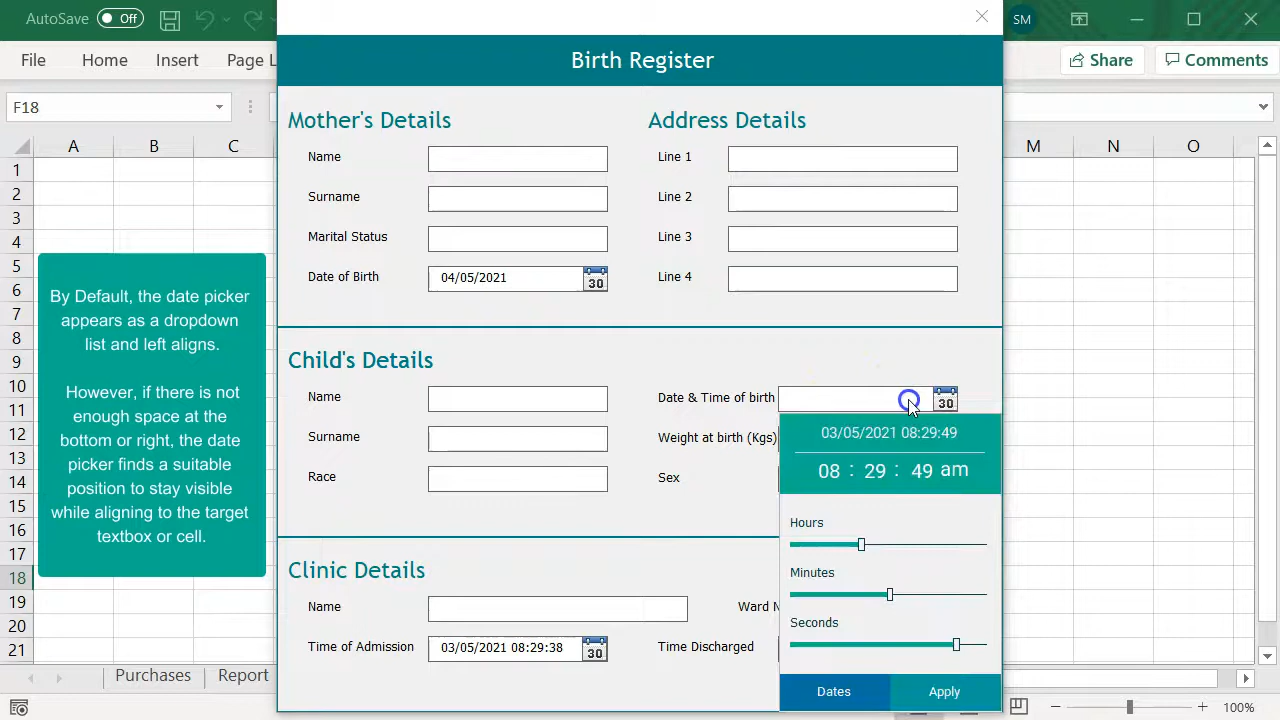 AutoSave Off
SM
File
Home
Insert
Page L
Share
Comments
F18
A B C M N O
1
2
3
4
5
6
7
8
9
10
11
12
13
14
15
16
17
18
19
20
21
By Default, the date picker
appears as a dropdown
list and left aligns.
However, if there is not
enough space at the
bottom or right, the date
picker finds a suitable
position to stay visible
while aligning to the target
textbox or cell.
Birth Register
Mother's Details
Name
Surname
Marital Status
Date of Birth 04/05/2021 30
Address Details
Line 1
Line 2
Line 3
Line 4
Child's Details
Name
Surname
Race
Date & Time of birth 30
Weight at birth (Kgs)
Sex
03/05/2021 08:29:49
08 : 29 : 49 am
Hours
Minutes
Seconds
Dates Apply
Clinic Details
Name
Ward N
Time of Admission 03/05/2021 08:29:38 30
Time Discharged
Purchases
Report
100%